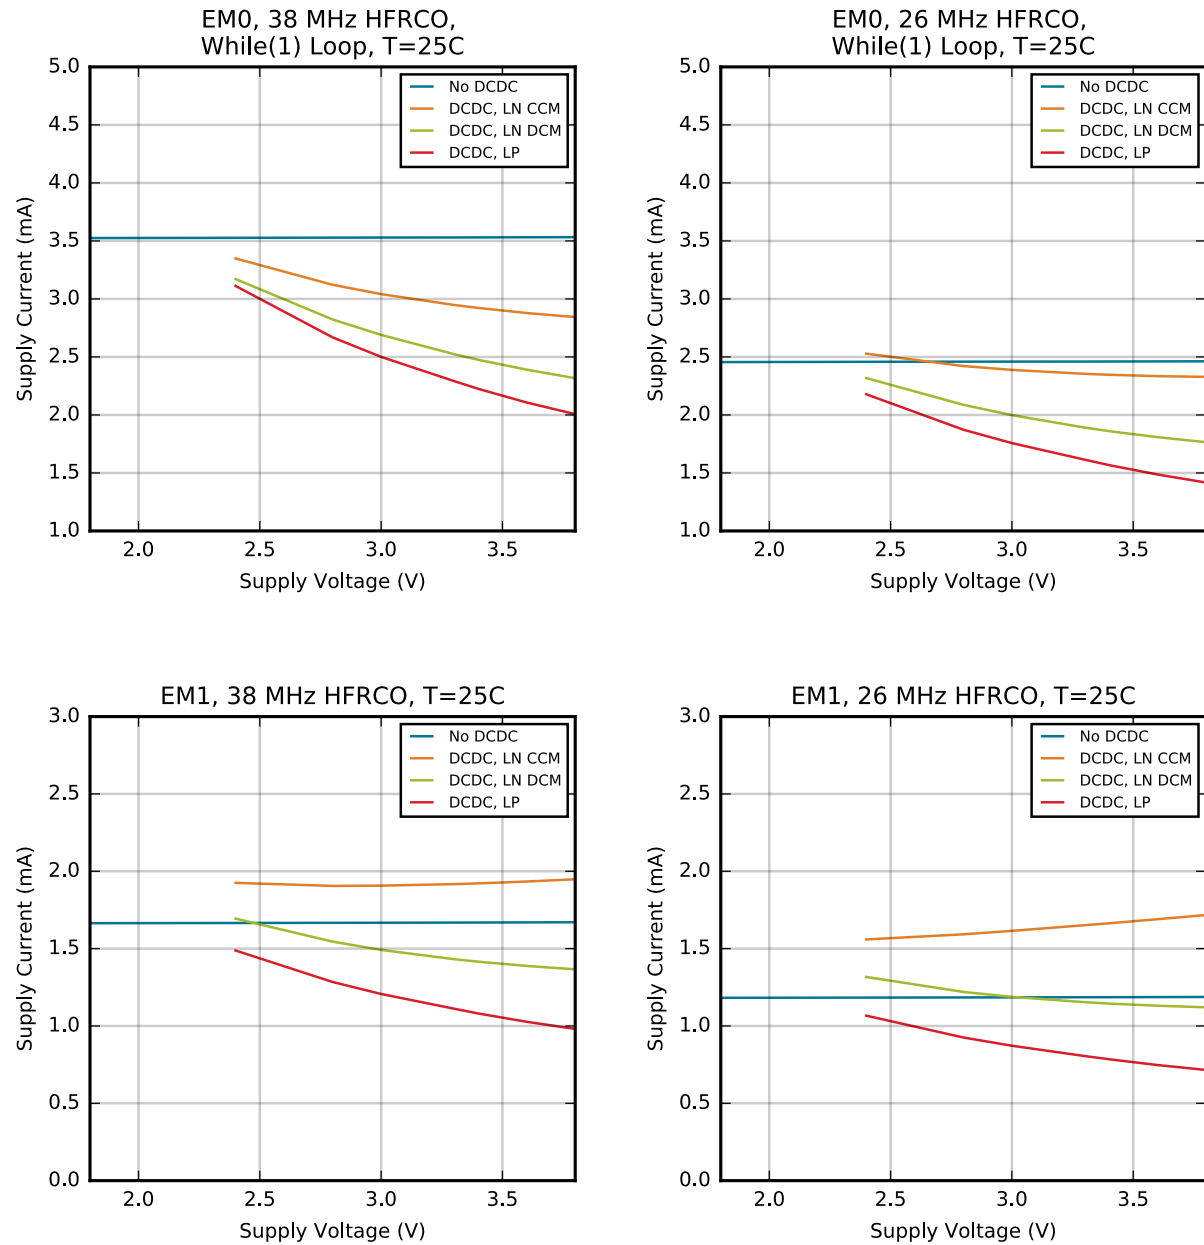 EM0, 38 MHz HFRCO,
While(1) Loop, T=25C
5.0
4.5
4.0
3.5
3.0
2.5
2.0
1.5
1.0
Supply Current (mA)
No DCDC
DCDC, LN CCM
DCDC, LN DCM
DCDC, LP
2.0 2.5 3.0 3.5
Supply Voltage (V)
EM0, 26 MHz HFRCO,
While(1) Loop, T=25C
5.0
4.5
4.0
3.5
3.0
2.5
2.0
1.5
1.0
Supply Current (mA)
No DCDC
DCDC, LN CCM
DCDC, LN DCM
DCDC, LP
2.0 2.5 3.0 3.5
Supply Voltage (V)
EM1, 38 MHz HFRCO, T=25C
3.0
2.5
2.0
1.5
1.0
0.5
0.0
Supply Current (mA)
No DCDC
DCDC, LN CCM
DCDC, LN DCM
DCDC, LP
2.0 2.5 3.0 3.5
Supply Voltage (V)
EM1, 26 MHz HFRCO, T=25C
3.0
2.5
2.0
1.5
1.0
0.5
0.0
Supply Current (mA)
No DCDC
DCDC, LN CCM
DCDC, LN DCM
DCDC, LP
2.0 2.5 3.0 3.5
Supply Voltage (V)